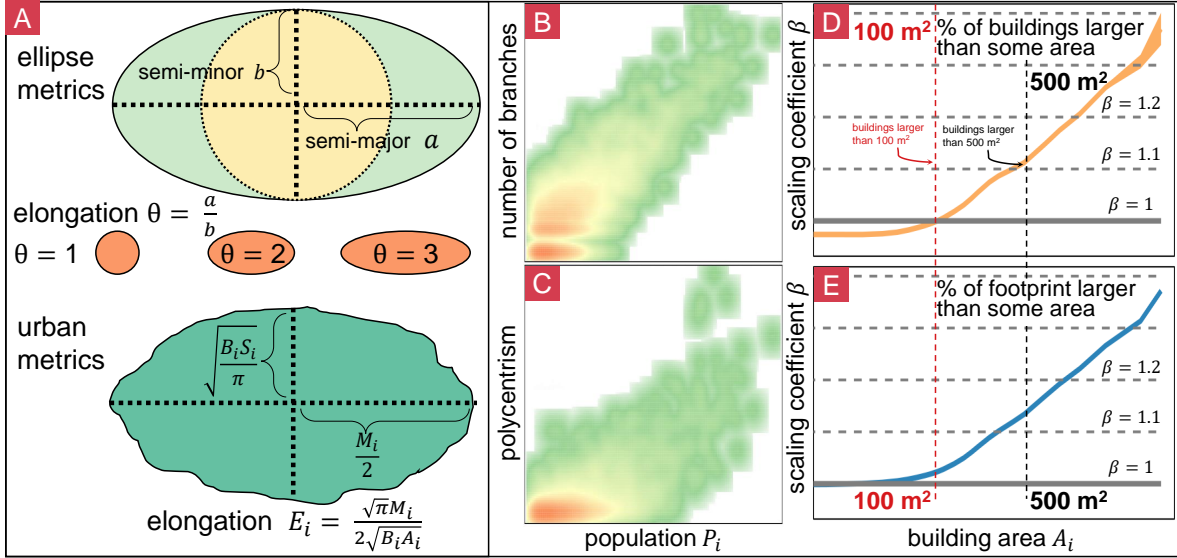 A
ellipse
metrics
semi-minor b
semi-major a
elongation θ = a/b
θ = 1
θ = 2
θ = 3
urban
metrics
√(B_i S_i / π)
M_i / 2
elongation E_i = √π M_i / 2√(B_i A_i)
B
number of branches
C
polycentrism
population P_i
D
100 m²
% of buildings larger
than some area
500 m²
scaling coefficient β
β = 1.2
buildings larger
than 100 m²
buildings larger
than 500 m²
β = 1.1
β = 1
E
% of footprint larger
than some area
scaling coefficient β
β = 1.2
β = 1.1
β = 1
100 m²
500 m²
building area A_i